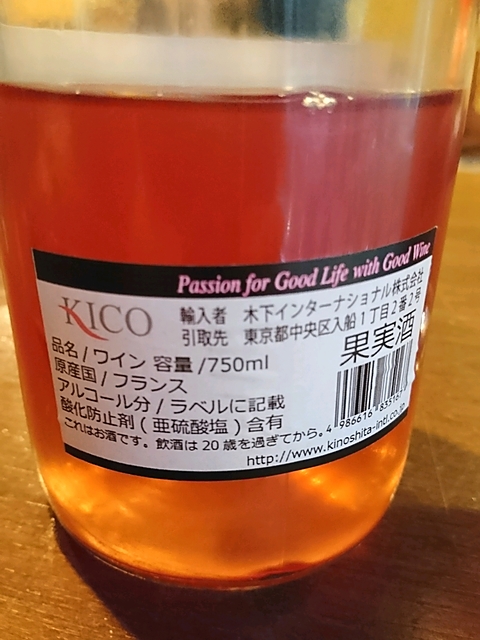 Passion for Good Life with Good Wine
KICO
輸入者 木下インターナショナル株式会社
引取先 東京都中央区入船1丁目2番2号
品名/ワイン 容量/750ml
果実酒
原産国/フランス
アルコール分/ラベルに記載
酸化防止剤(亜硫酸塩)含有
これはお酒です。飲酒は20歳を過ぎてから。
4 986616 835167
http://www.kinoshita-intl.co.jp